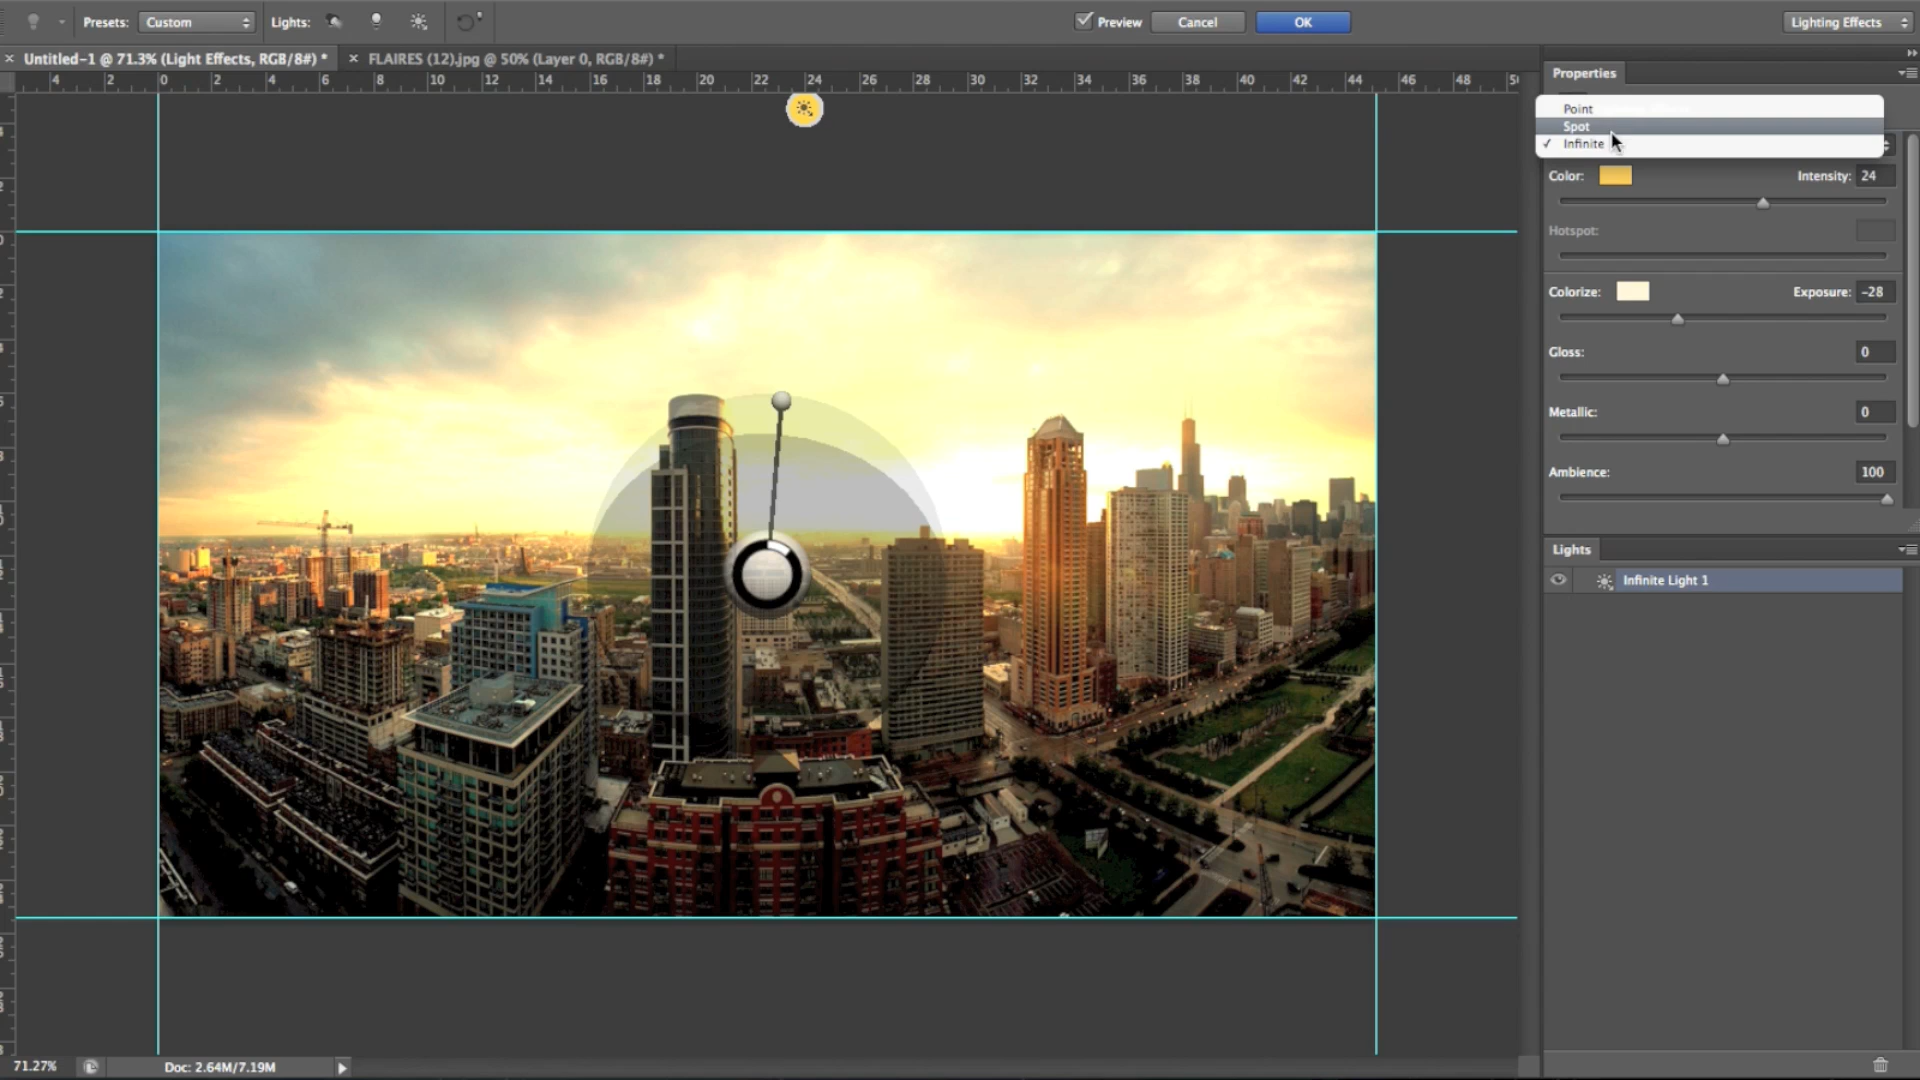 Presets: Custom Lights: Preview Cancel OK Lighting Effects
Untitled-1 @ 71.3% (Light Effects, RGB/8#) * FLAIRES (12).jpg @ 50% (Layer 0, RGB/8#) *
4 2 0 2 4 6 8 10 12 14 16 18 20 22 24 26 28 30 32 34 36 38 40 42 44 46 48
Properties
Point
Spot
✓ Infinite
Color: Intensity: 24
Hotspot:
Colorize: Exposure: -28
Gloss: 0
Metallic: 0
Ambience: 100
Lights
Infinite Light 1
71.27% Doc: 2.64M/7.19M